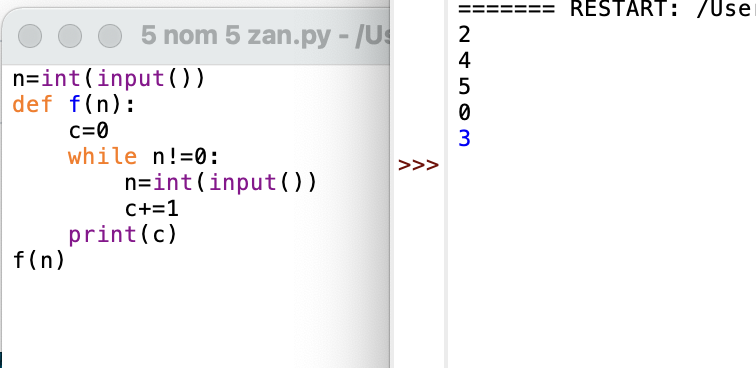 5 nom 5 zan.py - /Us
n=int(input())
def f(n):
    c=0
    while n!=0:
        n=int(input())
        c+=1
    print(c)
f(n)
======= RESTART: /Use
2
4
5
0
3
>>>